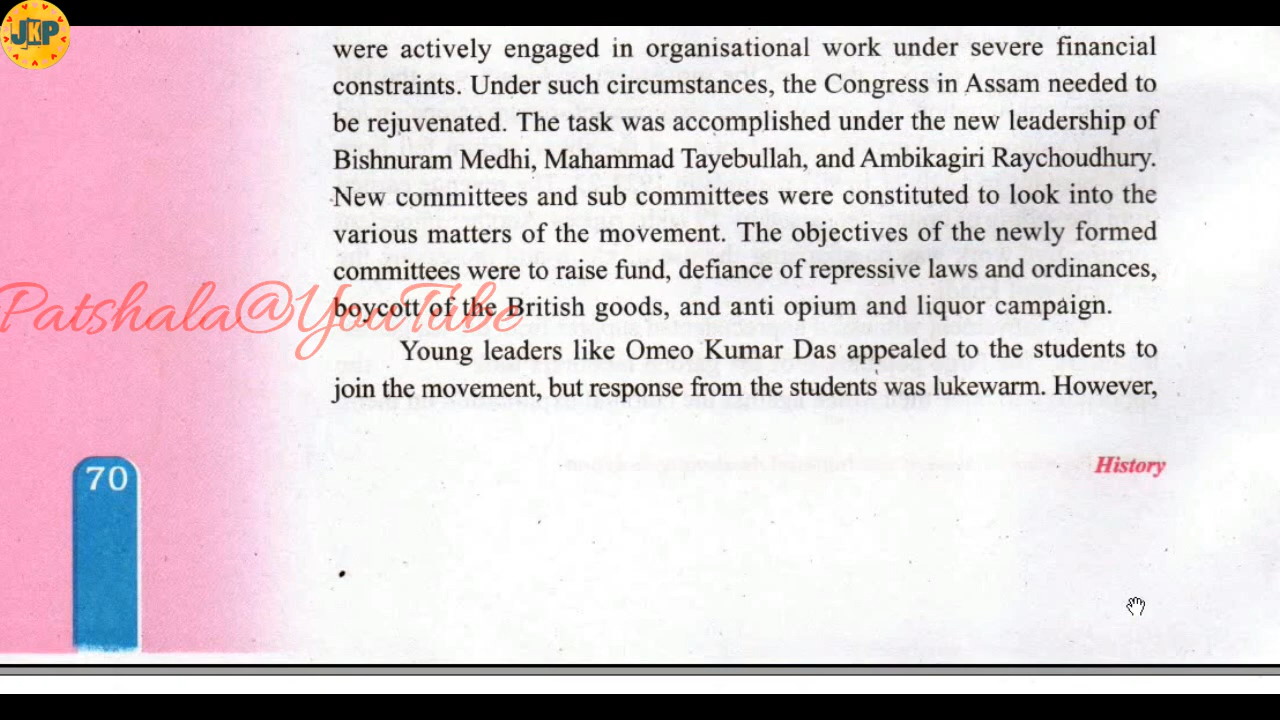 JKP
were actively engaged in organisational work under severe financial
constraints. Under such circumstances, the Congress in Assam needed to
be rejuvenated. The task was accomplished under the new leadership of
Bishnuram Medhi, Mahammad Tayebullah, and Ambikagiri Raychoudhury.
New committees and sub committees were constituted to look into the
various matters of the movement. The objectives of the newly formed
committees were to raise fund, defiance of repressive laws and ordinances,
boycott of the British goods, and anti opium and liquor campaign.
Patshala@YouTube
Young leaders like Omeo Kumar Das appealed to the students to
join the movement, but response from the students was lukewarm. However,
70
History